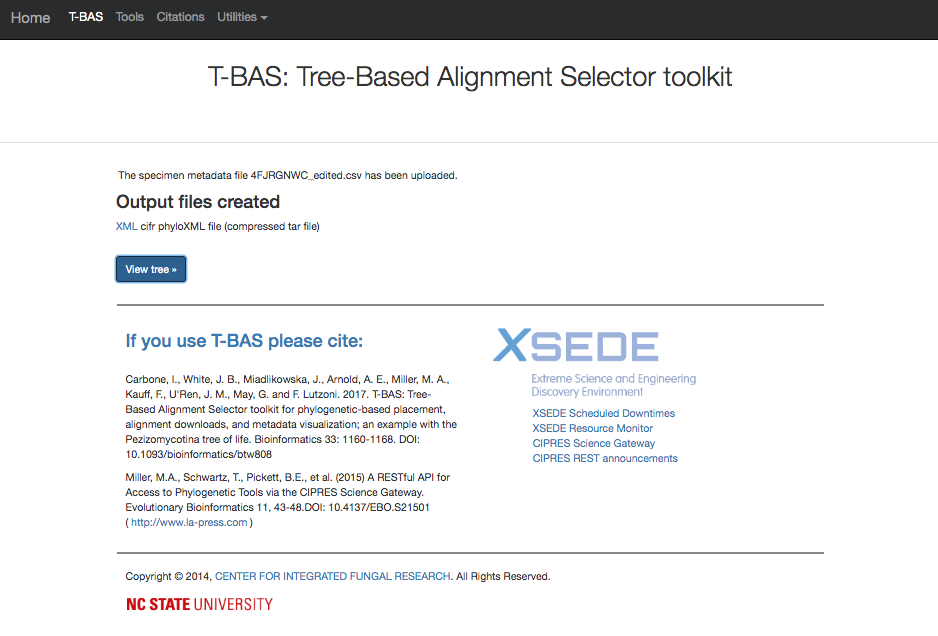 Home T-BAS Tools Citations Utilities
T-BAS: Tree-Based Alignment Selector toolkit
The specimen metadata file 4FJRGNWC_edited.csv has been uploaded.
Output files created
XML cifr phyloXML file (compressed tar file)
View tree »
If you use T-BAS please cite:
Carbone, I., White, J. B., Miadlikowska, J., Arnold, A. E., Miller, M. A.,
Kauff, F., U'Ren, J. M., May, G. and F. Lutzoni. 2017. T-BAS: Tree-
Based Alignment Selector toolkit for phylogenetic-based placement,
alignment downloads, and metadata visualization; an example with the
Pezizomycotina tree of life. Bioinformatics 33: 1160-1168. DOI:
10.1093/bioinformatics/btw808
Miller, M.A., Schwartz, T., Pickett, B.E., et al. (2015) A RESTful API for
Access to Phylogenetic Tools via the CIPRES Science Gateway.
Evolutionary Bioinformatics 11, 43-48.DOI: 10.4137/EBO.S21501
( http://www.la-press.com )
XSEDE
Extreme Science and Engineering
Discovery Environment
XSEDE Scheduled Downtimes
XSEDE Resource Monitor
CIPRES Science Gateway
CIPRES REST announcements
Copyright © 2014, CENTER FOR INTEGRATED FUNGAL RESEARCH. All Rights Reserved.
NC STATE UNIVERSITY